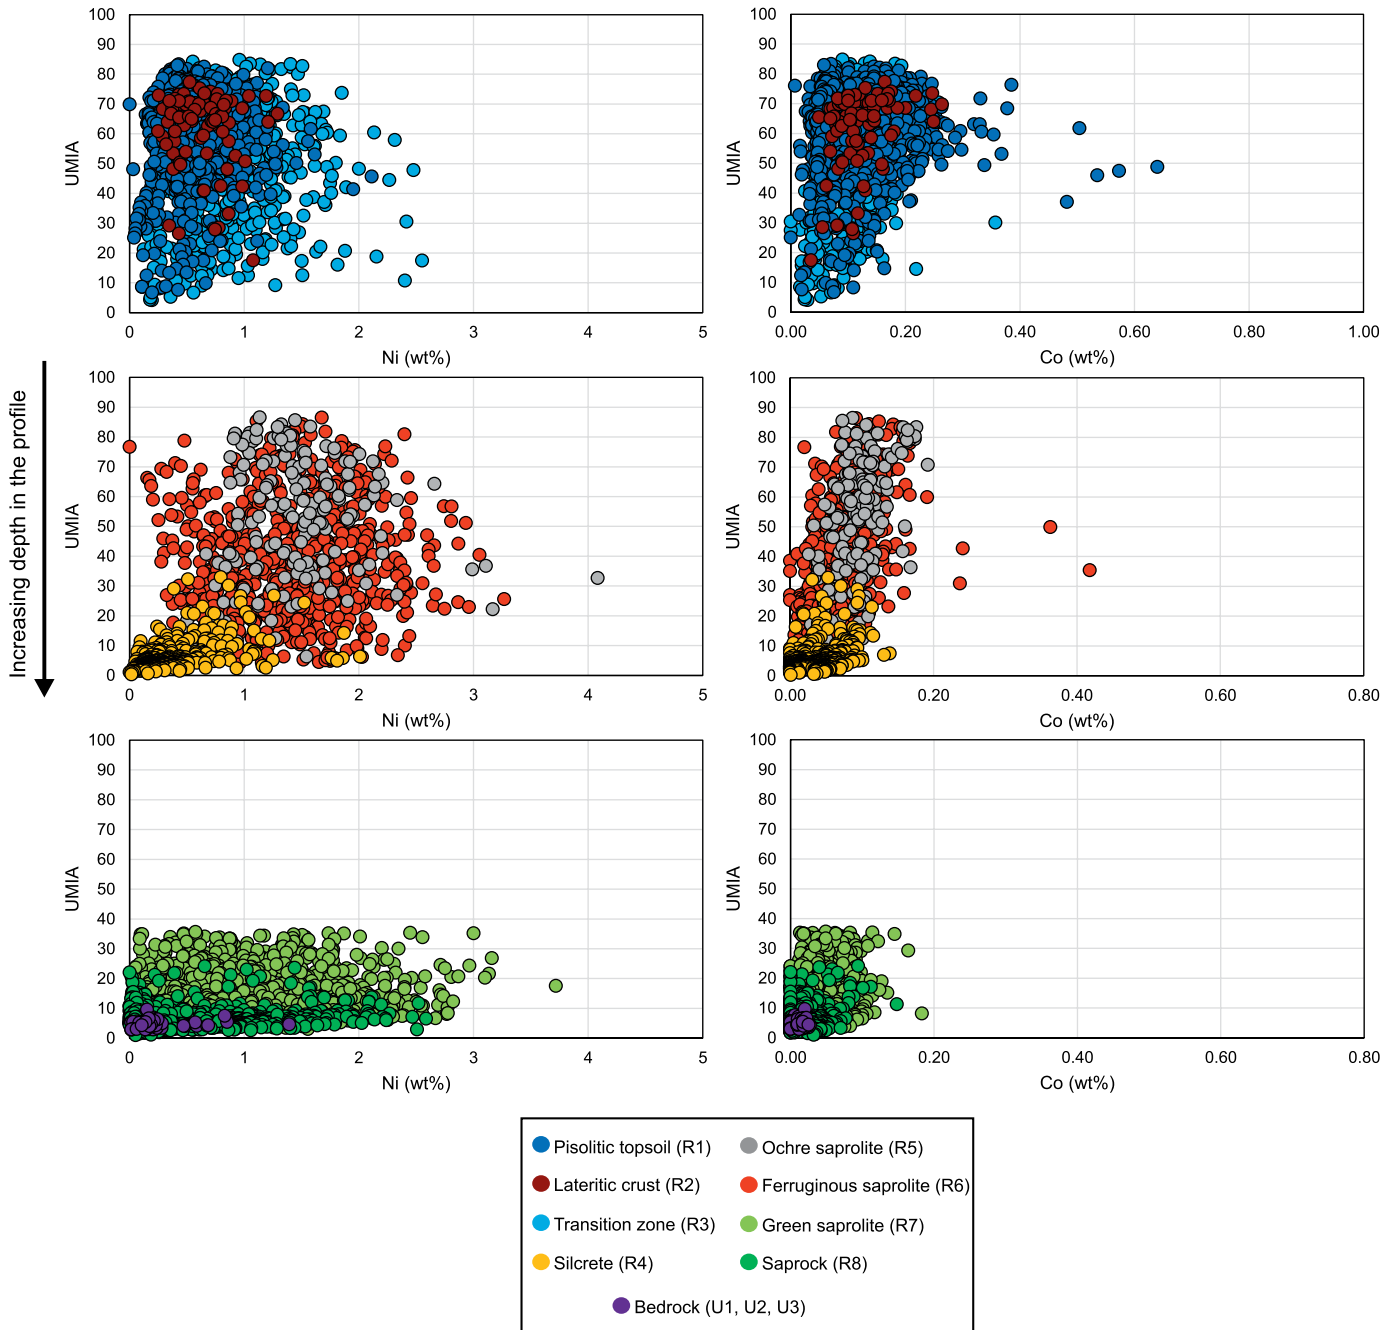 100
90
80
70
60
50
40
30
20
10
0
UMIA
0 1 2 3 4 5
Ni (wt%)
100
90
80
70
60
50
40
30
20
10
0
UMIA
0.00 0.20 0.40 0.60 0.80 1.00
Co (wt%)
Increasing depth in the profile
100
90
80
70
60
50
40
30
20
10
0
UMIA
0 1 2 3 4 5
Ni (wt%)
100
90
80
70
60
50
40
30
20
10
0
UMIA
0.00 0.20 0.40 0.60 0.80
Co (wt%)
100
90
80
70
60
50
40
30
20
10
0
UMIA
0 1 2 3 4 5
Ni (wt%)
100
90
80
70
60
50
40
30
20
10
0
UMIA
0.00 0.20 0.40 0.60 0.80
Co (wt%)
Pisolitic topsoil (R1)
Ochre saprolite (R5)
Lateritic crust (R2)
Ferruginous saprolite (R6)
Transition zone (R3)
Green saprolite (R7)
Silcrete (R4)
Saprock (R8)
Bedrock (U1, U2, U3)